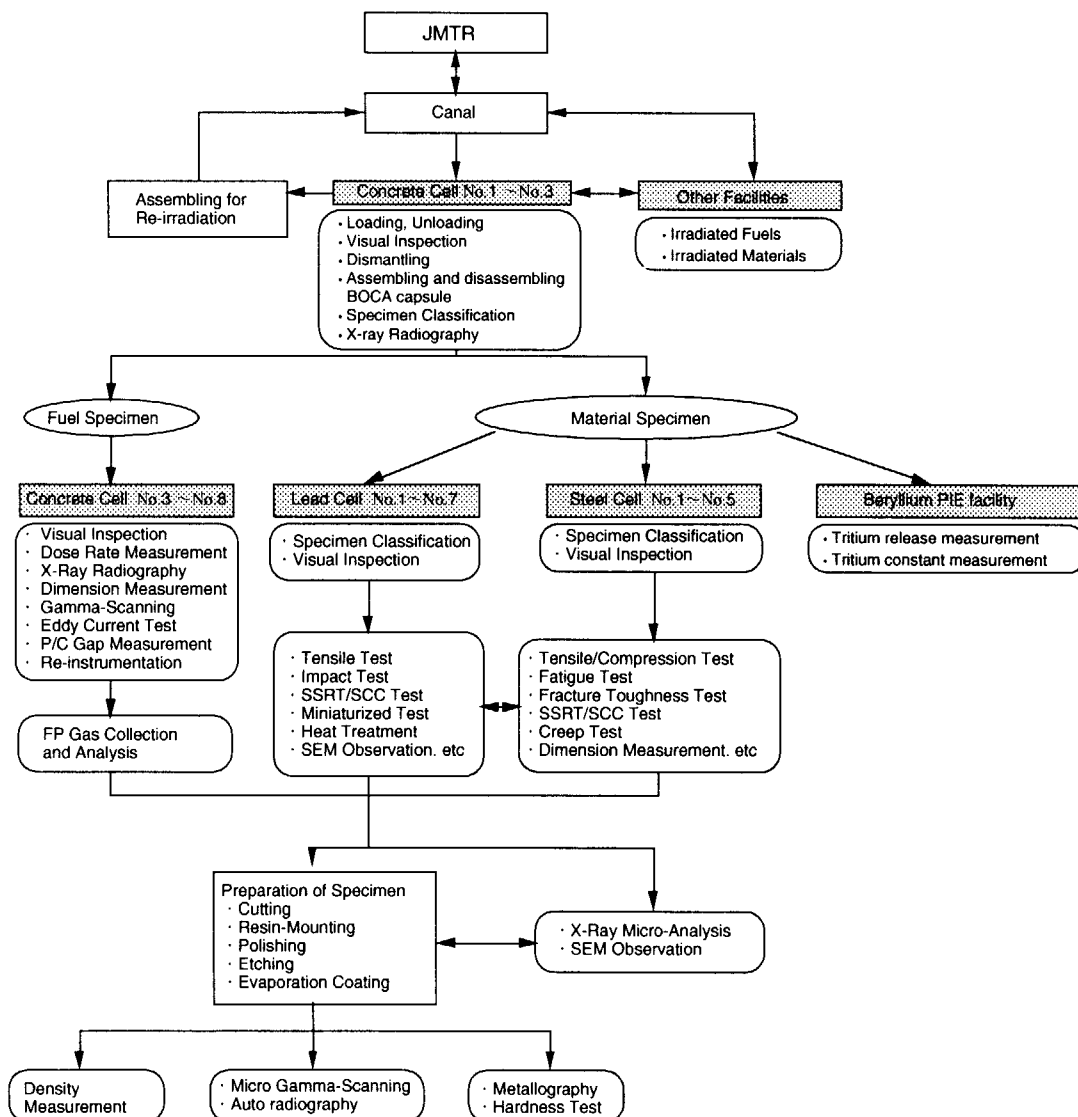 JMTR
Canal
Assembling for
Re-irradiation
Concrete Cell No.1 ~ No.3
Other Facilities
・Loading, Unloading
・Visual Inspection
・Dismantling
・Assembling and disassembling
BOCA capsule
・Specimen Classification
・X-ray Radiography
・Irradiated Fuels
・Irradiated Materials
Fuel Specimen
Material Specimen
Concrete Cell No.3 ~ No.8
Lead Cell No.1~No.7
Steel Cell No.1~No.5
Beryllium PIE facility
・Visual Inspection
・Dose Rate Measurement
・X-Ray Radiography
・Dimension Measurement
・Gamma-Scanning
・Eddy Current Test
・P/C Gap Measurement
・Re-instrumentation
・Specimen Classification
・Visual Inspection
・Specimen Classification
・Visual Inspection
・Tritium release measurement
・Tritium constant measurement
・Tensile Test
・Impact Test
・SSRT/SCC Test
・Miniaturized Test
・Heat Treatment
・SEM Observation. etc
・Tensile/Compression Test
・Fatigue Test
・Fracture Toughness Test
・SSRT/SCC Test
・Creep Test
・Dimension Measurement. etc
FP Gas Collection
and Analysis
Preparation of Specimen
・Cutting
・Resin-Mounting
・Polishing
・Etching
・Evaporation Coating
・X-Ray Micro-Analysis
・SEM Observation
Density
Measurement
・Micro Gamma-Scanning
・Auto radiography
・Metallography
・Hardness Test